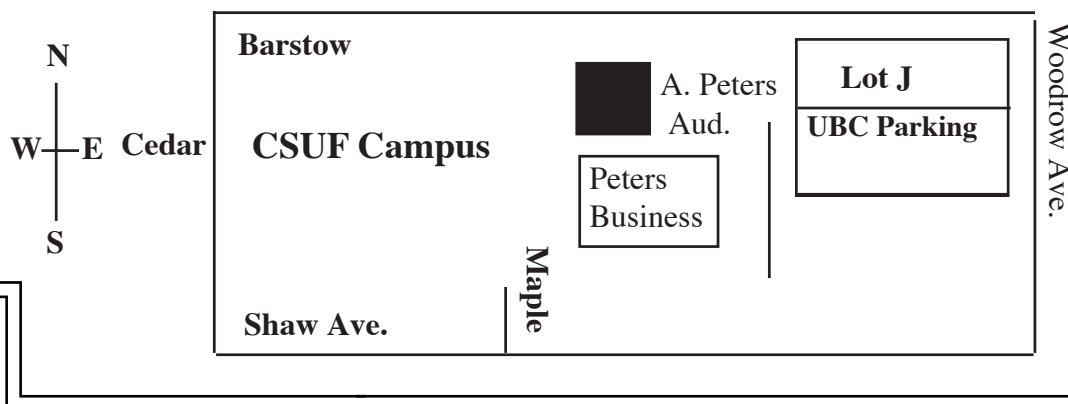 Barstow
N
A. Peters
Aud.
Lot J
UBC Parking
Woodrow Ave.
W E
Cedar
CSUF Campus
Peters
Business
S
Maple
Shaw Ave.